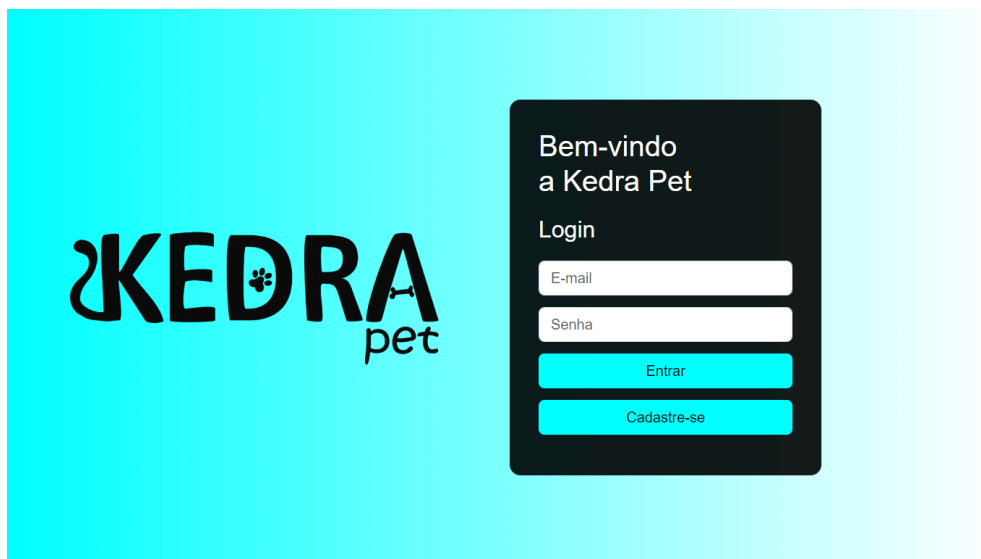 KEDRA
pet
Bem-vindo
a Kedra Pet
Login
E-mail
Senha
Entrar
Cadastre-se